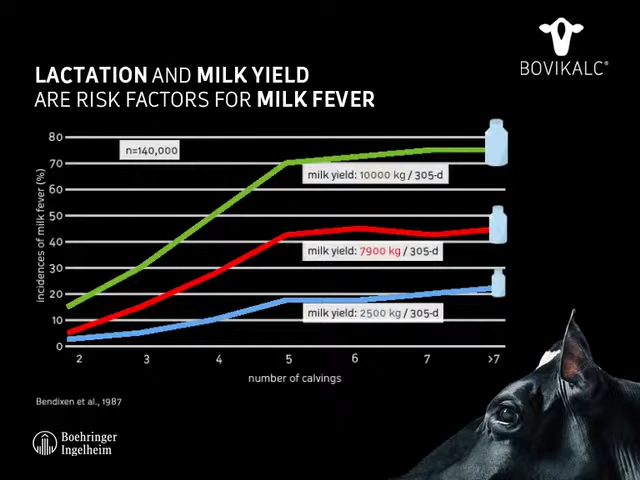 BOVIKALC®
LACTATION AND MILK YIELD
ARE RISK FACTORS FOR MILK FEVER
incidences of milk fever (%)
80
70
60
50
40
30
20
10
0
n=140,000
milk yield: 10000 kg / 305-d
milk yield: 7900 kg / 305-d
milk yield: 2500 kg / 305-d
2 3 4 5 6 7 >7
number of calvings
Bendixen et al., 1987
Boehringer
Ingelheim